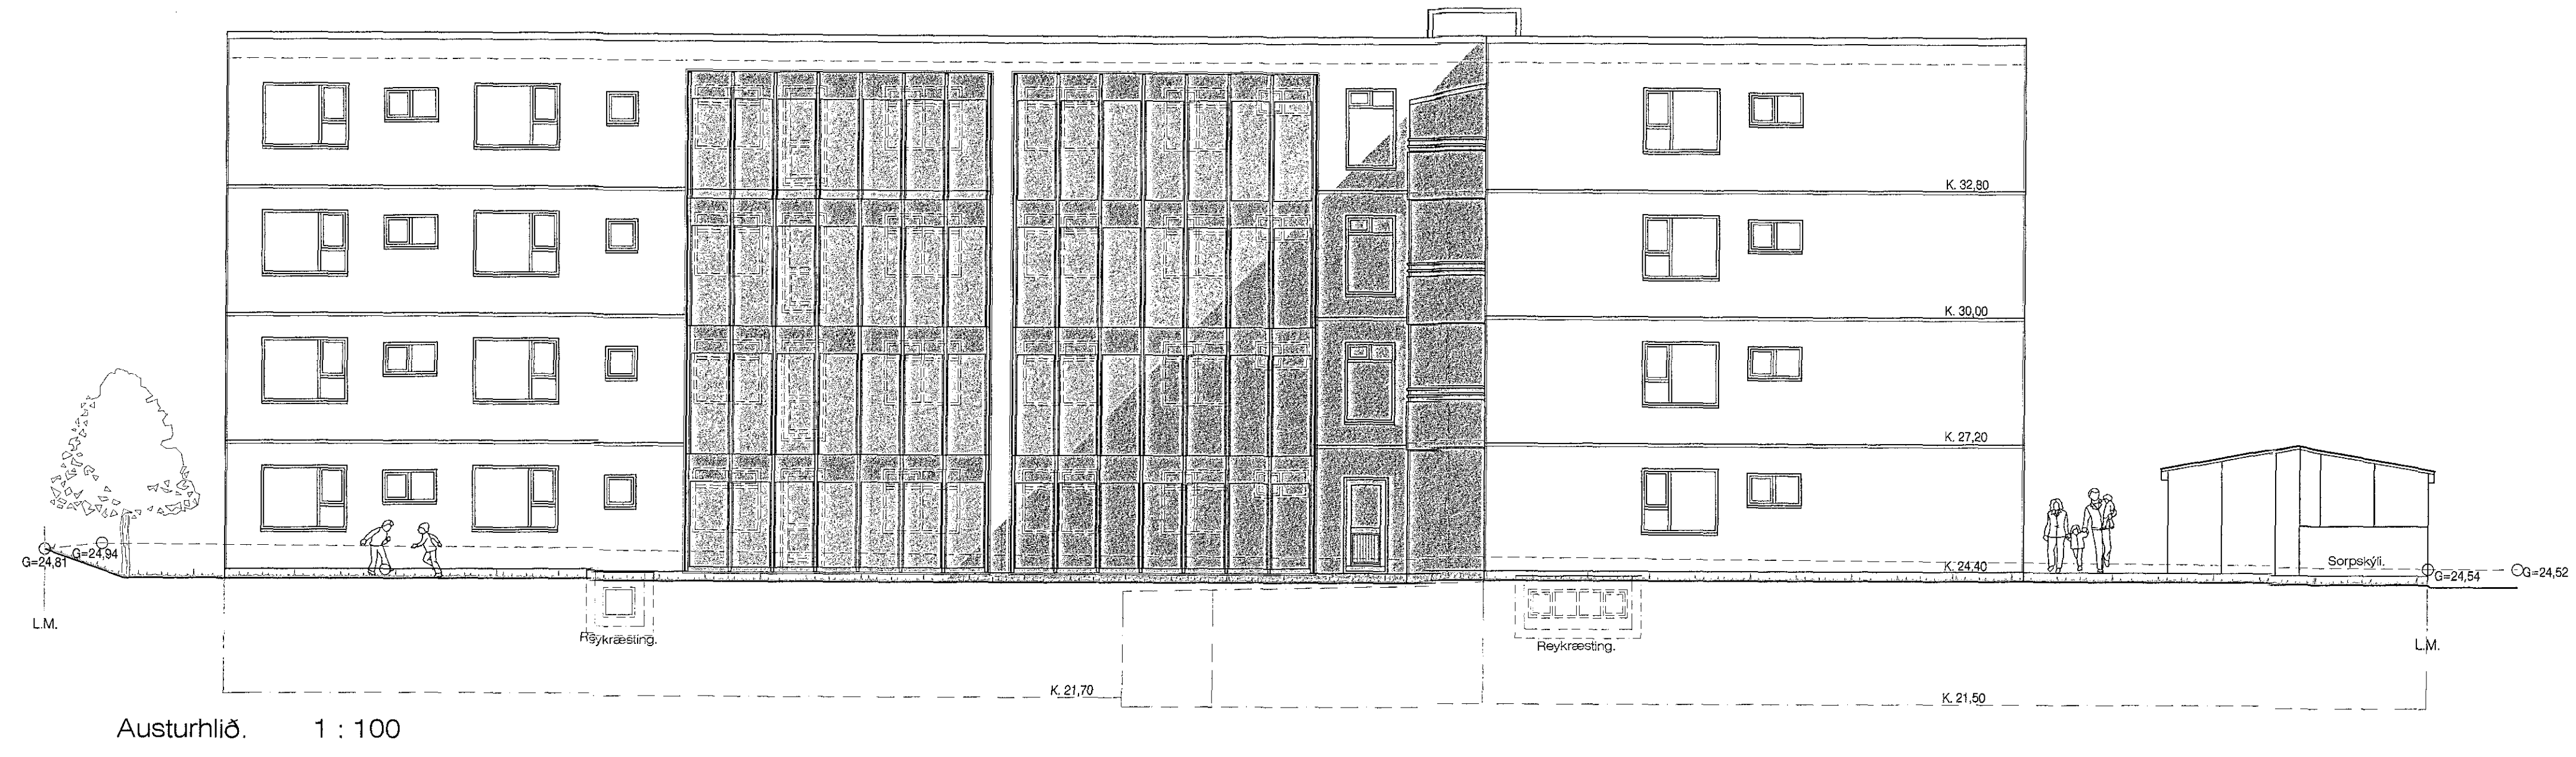 K. 32,80
K. 30,00
K. 27,20
G=24,94
G=24,81
K. 24,40
Sorpskýli.
G=24,54
G=24,52
L.M.
Reykræsting.
Reykræsting.
L.M.
K. 21,70
K. 21,50
Austurhlið. 1 : 100